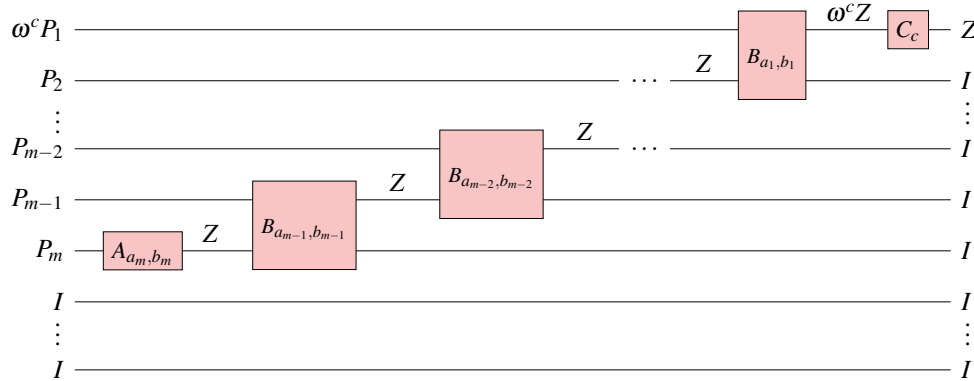 ω^c P_1 ω^c Z C_c Z
P_2 ⋯ Z B_{a_1,b_1} I
⋮ ⋮
P_{m−2} Z ⋯ I
P_{m−1} Z B_{a_{m−2},b_{m−2}} I
P_m A_{a_m,b_m} Z B_{a_{m−1},b_{m−1}} I
I I
⋮ ⋮
I I